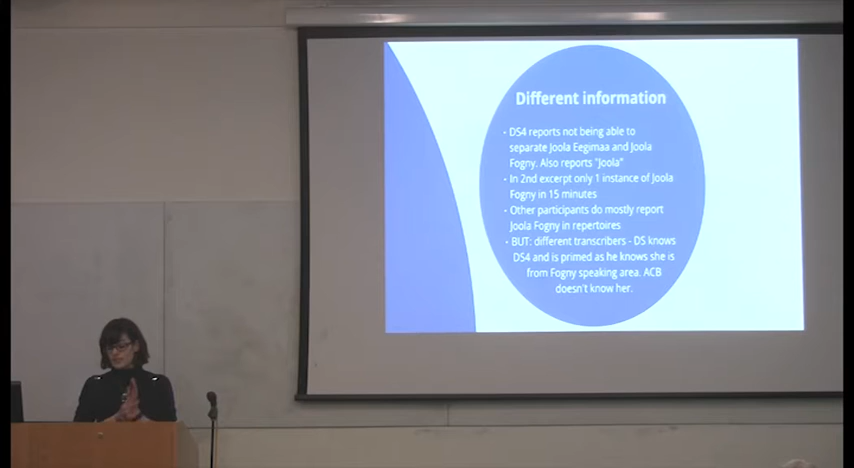 Different information
- DS4 reports not being able to
separate Joola Eegimaa and Joola
Fogny. Also reports "Joola"
- In 2nd excerpt only 1 instance of Joola
Fogny in 15 minutes
- Other participants do mostly report
Joola Fogny in repertoires
- BUT: different transcribers - DS knows
DS4 and is primed as he knows she is
from Fogny speaking area. ACB
doesn't know her.